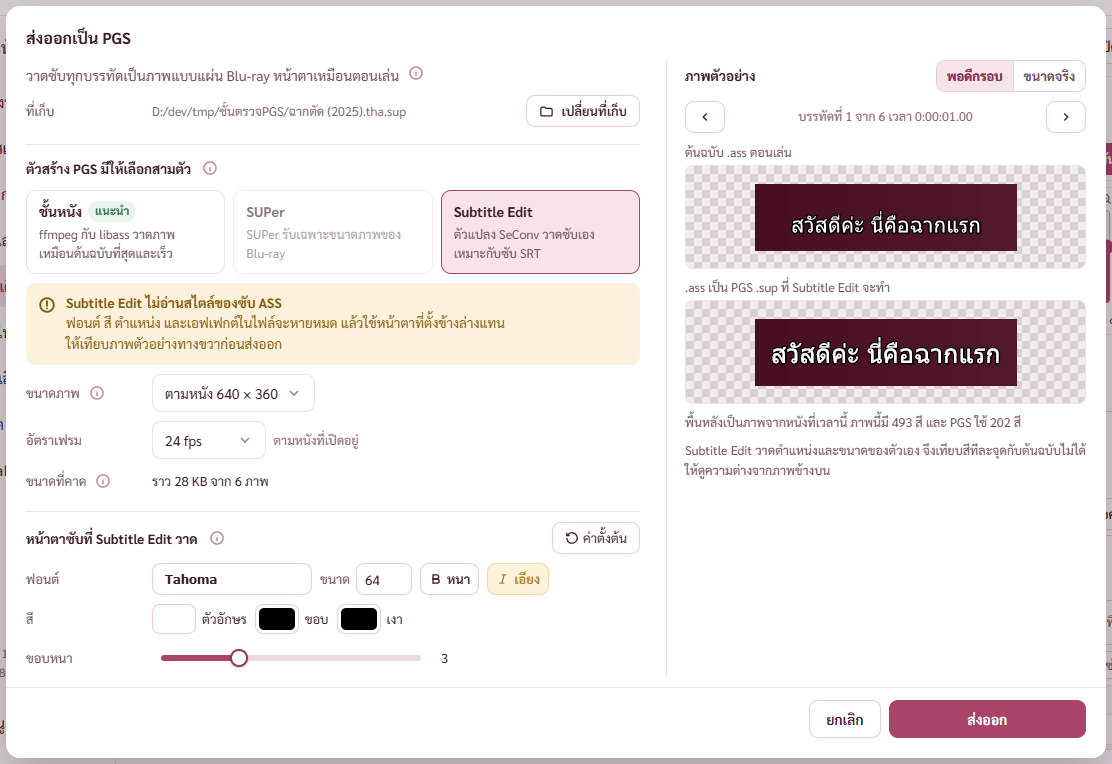 ส่งออกเป็น PGS
วาดซับทุกบรรทัดเป็นภาพแบบแผ่น Blu-ray หน้าตาเหมือนตอนเล่น
ที่เก็บ
D:/dev/tmp/ซั้นตรวจPGS/ฉากตัด (2025).tha.sup
เปลี่ยนที่เก็บ
ตัวสร้าง PGS มีให้เลือกสามตัว
ชั้นหนัง แนะนำ
ffmpeg กับ libass วาดภาพ
เหมือนต้นฉบับที่สุดและเร็ว
SUPer
SUPer รับเฉพาะขนาดภาพของ
Blu-ray
Subtitle Edit
ตัวแปลง SeConv วาดซับเอง
เหมาะกับซับ SRT
Subtitle Edit ไม่อ่านสไตล์ของซับ ASS
ฟอนต์ สี ตำแหน่ง และเอฟเฟกต์ในไฟล์จะหายหมด แล้วใช้หน้าตาที่ตั้งข้างล่างแทน
ให้เทียบภาพตัวอย่างทางขวาก่อนส่งออก
ขนาดภาพ
ตามหนัง 640 × 360
อัตราเฟรม
24 fps
ตามหนังที่เปิดอยู่
ขนาดที่คาด
ราว 28 KB จาก 6 ภาพ
หน้าตาซับที่ Subtitle Edit วาด
ค่าตั้งต้น
ฟอนต์
Tahoma
ขนาด
64
B หนา
I เอียง
สี
ตัวอักษร
ขอบ
เงา
ขอบหนา
3
ภาพตัวอย่าง
พอดีกรอบ
ขนาดจริง
บรรทัดที่ 1 จาก 6 เวลา 0:00:01.00
ต้นฉบับ .ass ตอนเล่น
สวัสดีค่ะ นี่คือฉากแรก
.ass เป็น PGS .sup ที่ Subtitle Edit จะทำ
สวัสดีค่ะ นี่คือฉากแรก
พื้นหลังเป็นภาพจากหนังที่เวลานี้ ภาพนี้มี 493 สี และ PGS ใช้ 202 สี
Subtitle Edit วาดตำแหน่งและขนาดของตัวเอง จึงเทียบสีทีละจุดกับต้นฉบับไม่ได้
ให้ดูความต่างจากภาพข้างบน
ยกเลิก
ส่งออก